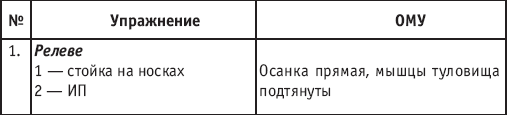 № Упражнение ОМУ
1. Релеве
1 — стойка на носках Осанка прямая, мышцы туловища
2 — ИП подтянуты